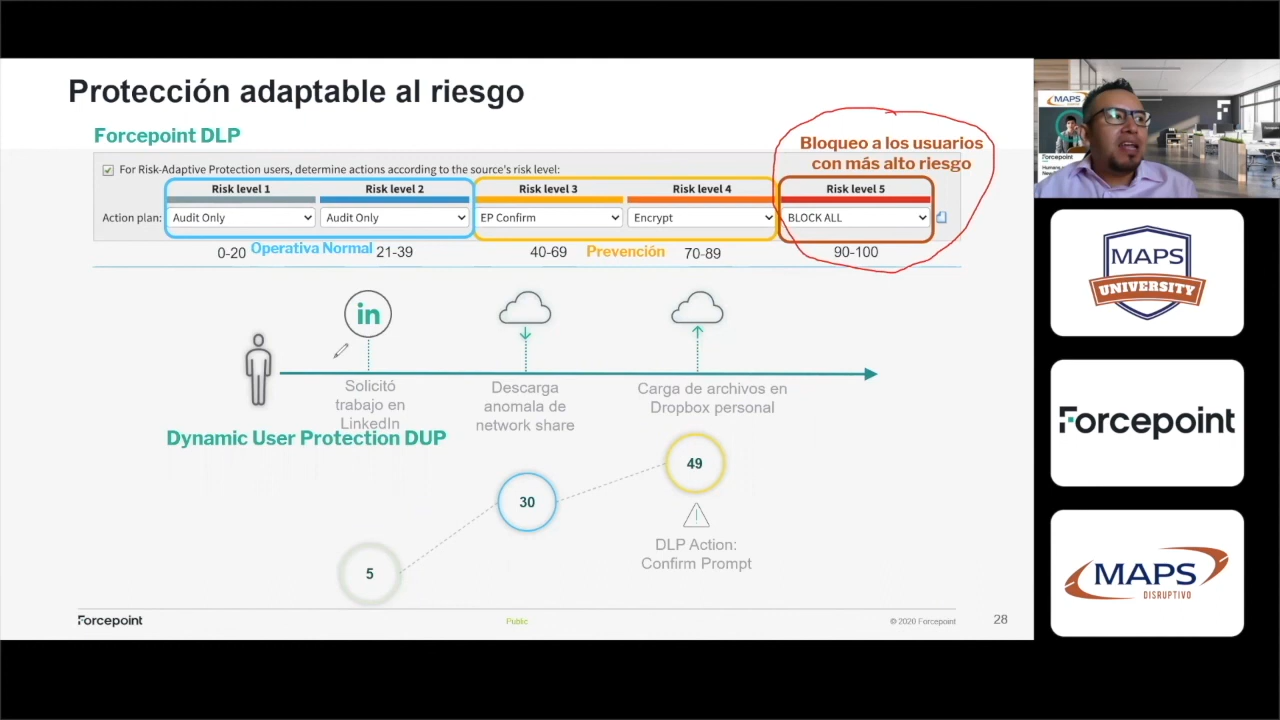 Protección adaptable al riesgo
Forcepoint DLP
Bloqueo a los usuarios
con más alto riesgo
For Risk-Adaptive Protection users, determine actions according to the source's risk level:
Risk level 1
Risk level 2
Risk level 3
Risk level 4
Risk level 5
Action plan:
Audit Only
Audit Only
EP Confirm
Encrypt
BLOCK ALL
0-20
Operativa Normal
21-39
40-69
Prevención
70-89
90-100
in
Solicitó
trabajo en
LinkedIn
Descarga
anomala de
network share
Carga de archivos en
Dropbox personal
Dynamic User Protection DUP
5
30
49
DLP Action:
Confirm Prompt
Forcepoint
Public
© 2020 Forcepoint
28
MAPS
Forcepoint
MAPS
UNIVERSITY
Forcepoint
MAPS
DISRUPTIVO